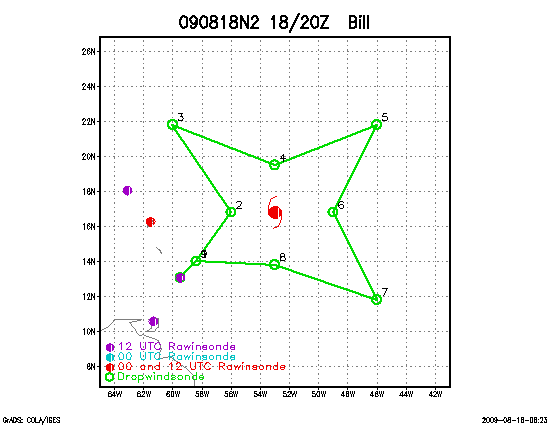 090818N2 18/20Z Bill
26N
24N
22N
20N
18N
16N
14N
12N
10N
8N
3
5
4
2
6
8
7
12 UTC Rawinsonde
00 UTC Rawinsonde
00 and 12 UTC Rawinsonde
Dropwindsonde
64W 62W 60W 58W 56W 54W 52W 50W 48W 46W 44W 42W
GrADS: COLA/IGES
2009-08-18-08:23